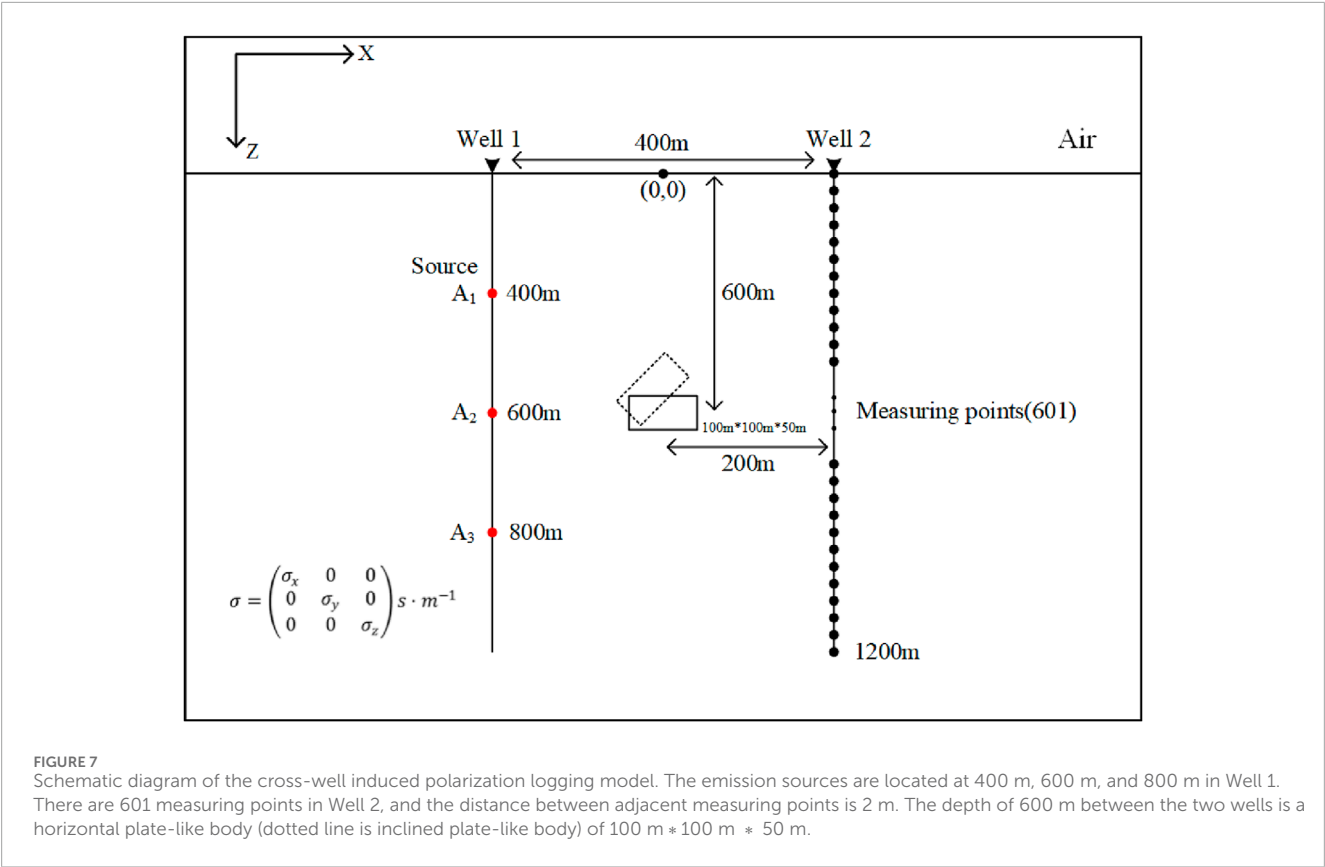 X
Z
Well 1
400m
Well 2
Air
(0,0)
Source
A₁
400m
600m
A₂
600m
Measuring points(601)
100m*100m*50m
200m
A₃
800m
σ = (σₓ 0 0
0 σᵧ 0
0 0 σ_z) s · m⁻¹
1200m
FIGURE 7
Schematic diagram of the cross-well induced polarization logging model. The emission sources are located at 400 m, 600 m, and 800 m in Well 1.
There are 601 measuring points in Well 2, and the distance between adjacent measuring points is 2 m. The depth of 600 m between the two wells is a
horizontal plate-like body (dotted line is inclined plate-like body) of 100 m * 100 m * 50 m.